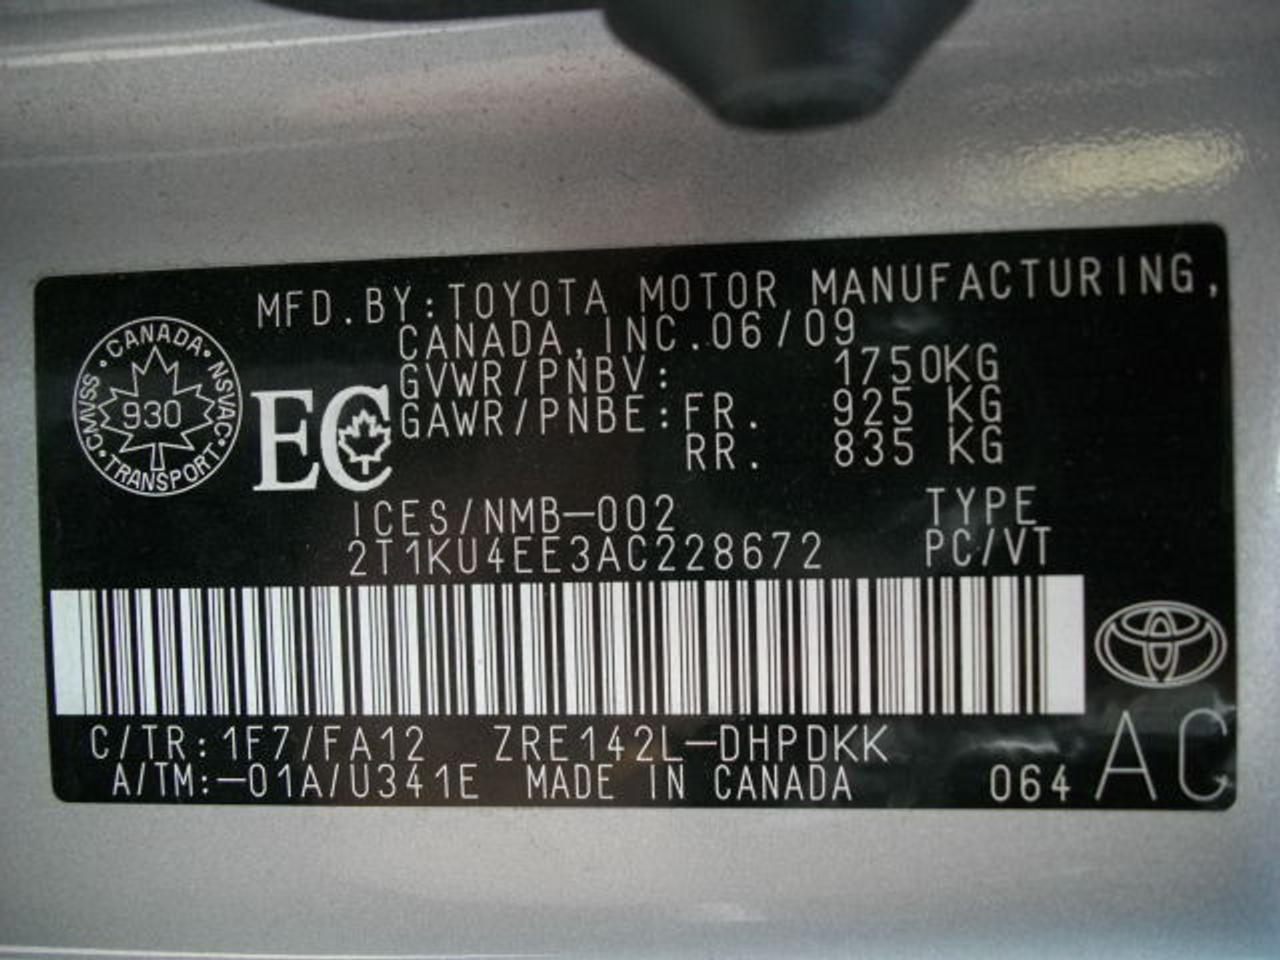 MFD.BY:TOYOTA MOTOR MANUFACTURING,
CANADA, INC.06/09
GVWR/PNBV: 1750KG
GAWR/PNBE:FR. 925 KG
RR. 835 KG
CANADA
CMVSS 930 NSVAC
TRANSPORT
EC
ICES/NMB-002 TYPE
2T1KU4EE3AC228672 PC/VT
C/TR:1F7/FA12 ZRE142L-DHPDKK
A/TM:-01A/U341E MADE IN CANADA 064 AC